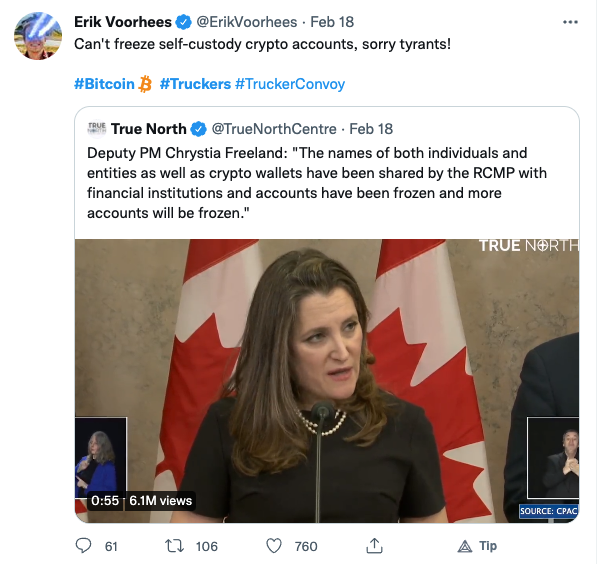 Erik Voorhees @ErikVoorhees · Feb 18
Can't freeze self-custody crypto accounts, sorry tyrants!
#Bitcoin #Truckers #TruckerConvoy
TRUE NORTH True North @TrueNorthCentre · Feb 18
Deputy PM Chrystia Freeland: "The names of both individuals and
entities as well as crypto wallets have been shared by the RCMP with
financial institutions and accounts have been frozen and more
accounts will be frozen."
TRUE NORTH
0:55 6.1M views
SOURCE: CPAC
61 106 760 Tip